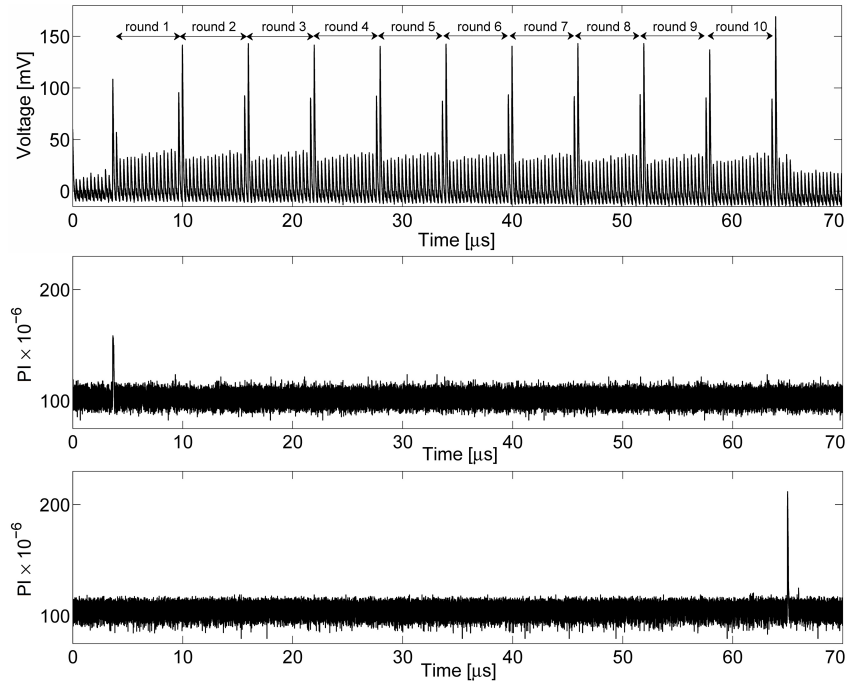 round 1 round 2 round 3 round 4 round 5 round 6 round 7 round 8 round 9 round 10
Voltage [mV]
150
100
50
0
0 10 20 30 40 50 60 70
Time [μs]
PI × 10⁻⁶
200
100
0 10 20 30 40 50 60 70
Time [μs]
PI × 10⁻⁶
200
100
0 10 20 30 40 50 60 70
Time [μs]